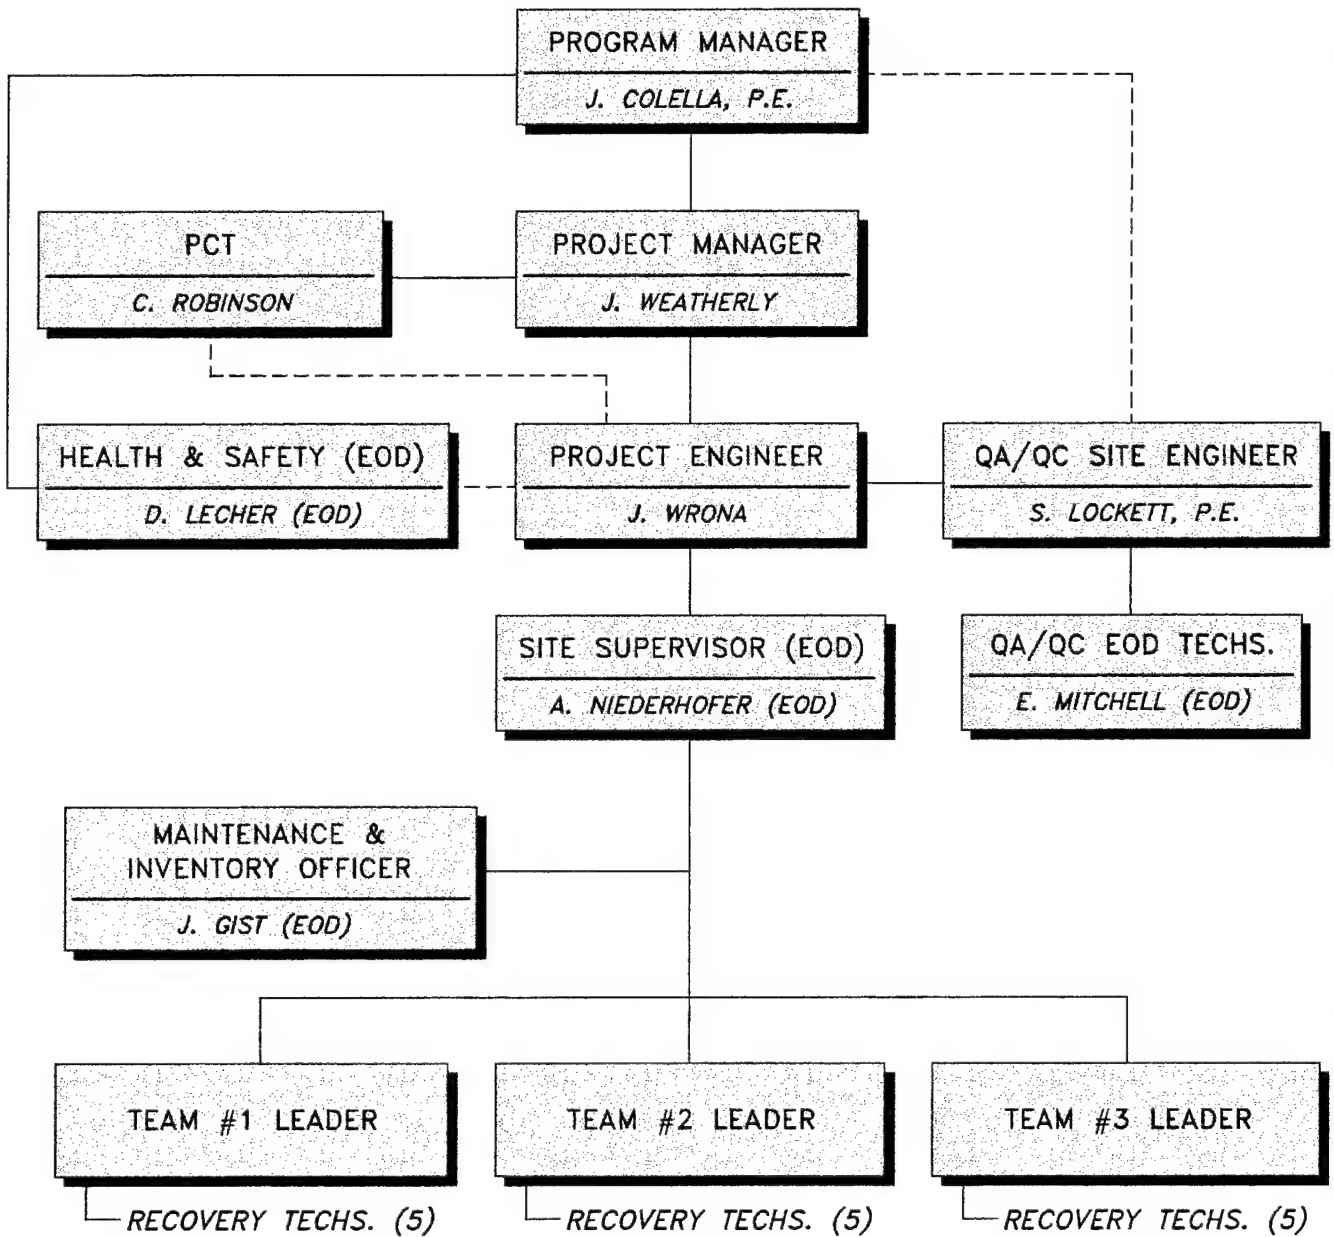 PROGRAM MANAGER
J. COLELLA, P.E.
PCT
C. ROBINSON
PROJECT MANAGER
J. WEATHERLY
HEALTH & SAFETY (EOD)
D. LECHER (EOD)
PROJECT ENGINEER
J. WRONA
QA/QC SITE ENGINEER
S. LOCKETT, P.E.
SITE SUPERVISOR (EOD)
A. NIEDERHOFER (EOD)
QA/QC EOD TECHS.
E. MITCHELL (EOD)
MAINTENANCE &
INVENTORY OFFICER
J. GIST (EOD)
TEAM #1 LEADER
RECOVERY TECHS. (5)
TEAM #2 LEADER
RECOVERY TECHS. (5)
TEAM #3 LEADER
RECOVERY TECHS. (5)